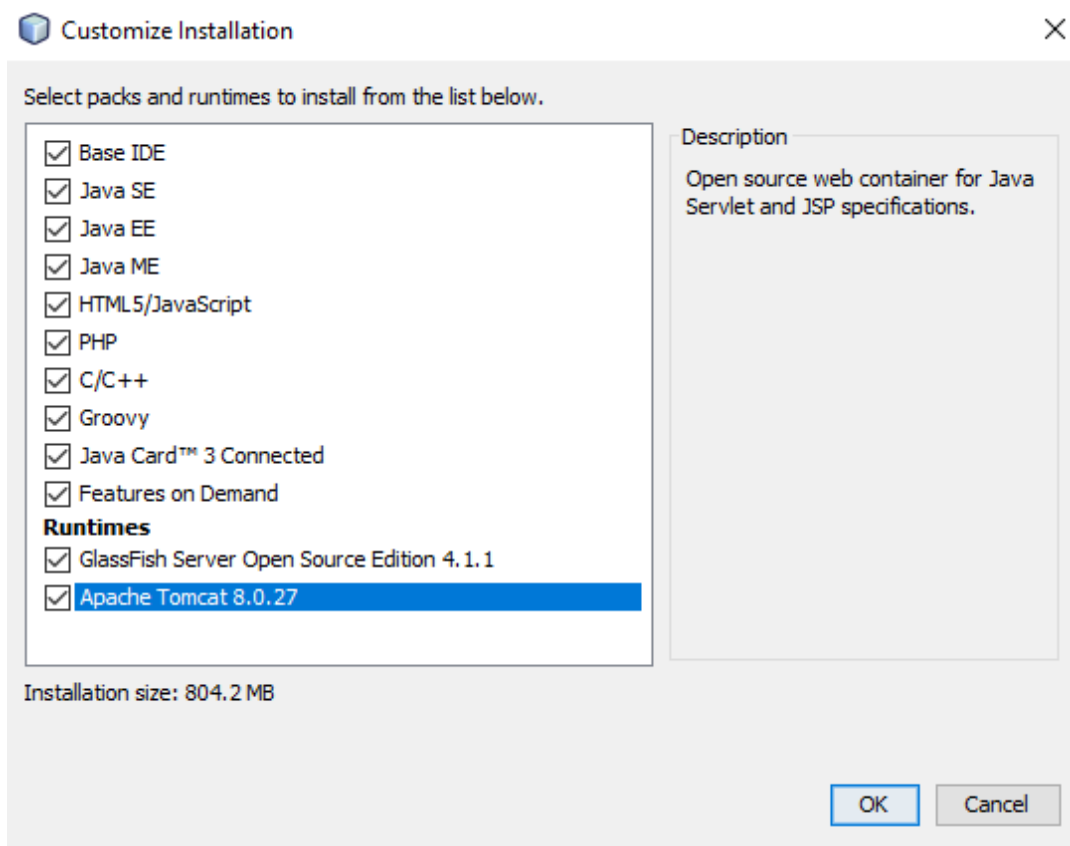 Customize Installation
Select packs and runtimes to install from the list below.
Base IDE
Java SE
Java EE
Java ME
HTML5/JavaScript
PHP
C/C++
Groovy
Java Card™ 3 Connected
Features on Demand
Runtimes
GlassFish Server Open Source Edition 4.1.1
Apache Tomcat 8.0.27
Description
Open source web container for Java
Servlet and JSP specifications.
Installation size: 804.2 MB
OK
Cancel